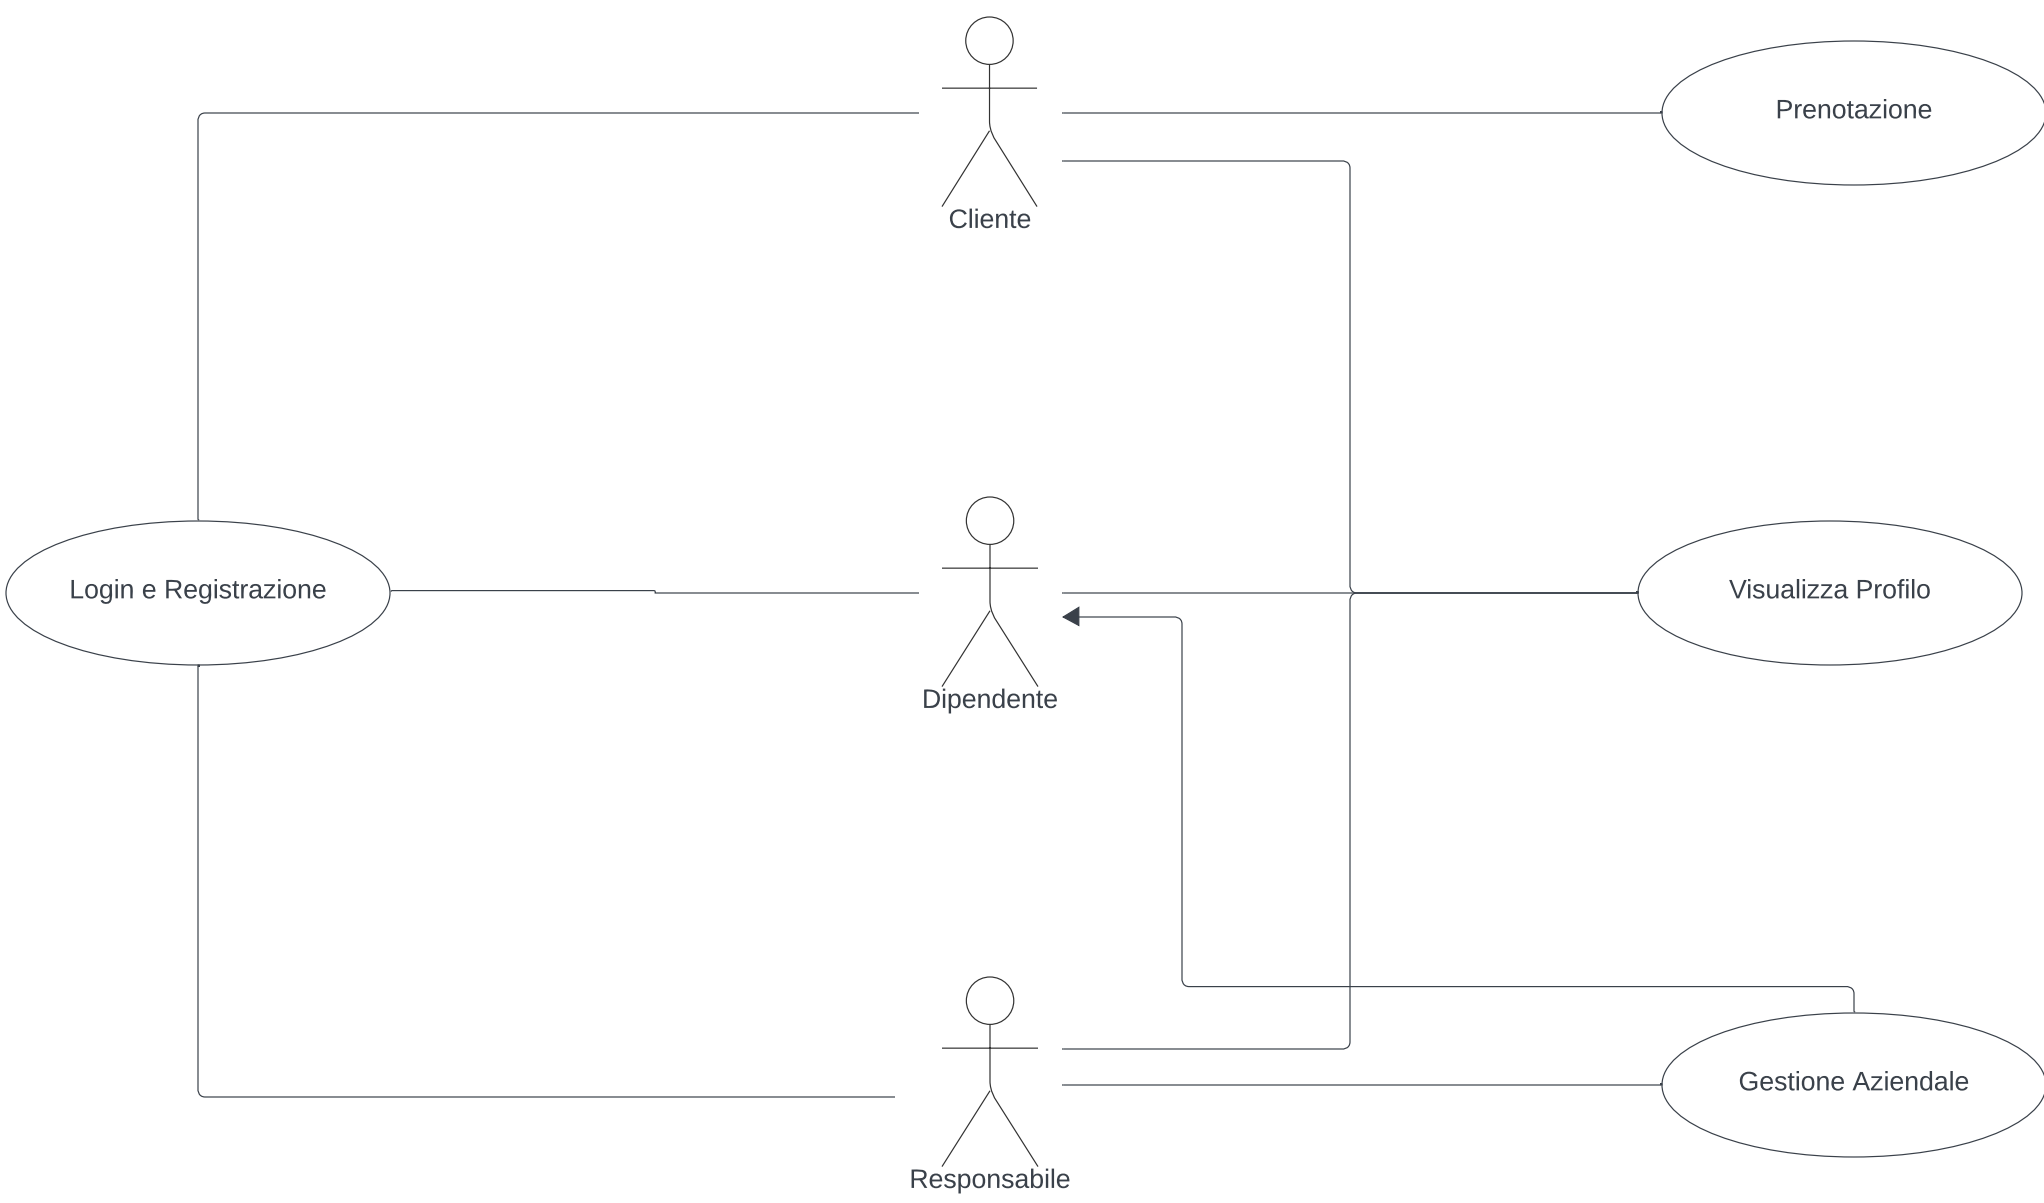 Prenotazione
Cliente
Login e Registrazione
Visualizza Profilo
Dipendente
Gestione Aziendale
Responsabile